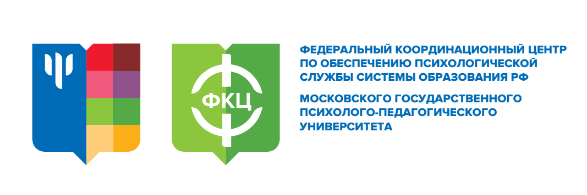 ФКЦ
ФЕДЕРАЛЬНЫЙ КООРДИНАЦИОННЫЙ ЦЕНТР
ПО ОБЕСПЕЧЕНИЮ ПСИХОЛОГИЧЕСКОЙ
СЛУЖБЫ СИСТЕМЫ ОБРАЗОВАНИЯ РФ
МОСКОВСКОГО ГОСУДАРСТВЕННОГО
ПСИХОЛОГО-ПЕДАГОГИЧЕСКОГО
УНИВЕРСИТЕТА